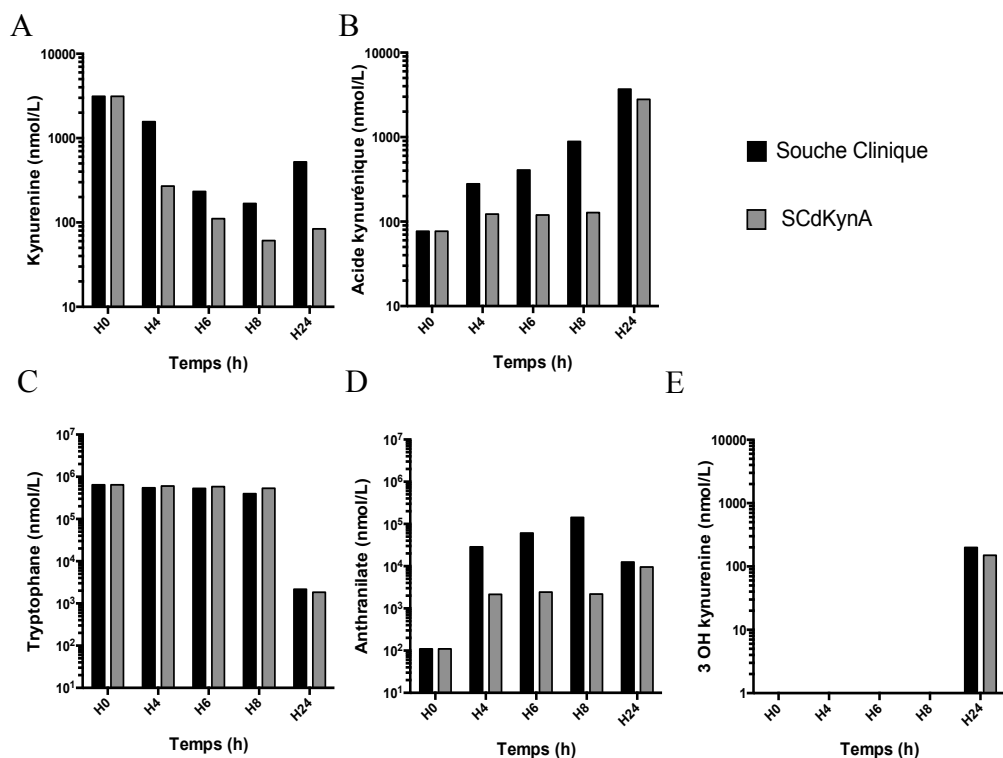 A
Kynurenine (nmol/L)
10000
1000
100
10
H0
H4
H6
H8
H24
Temps (h)
B
Acide kynurénique (nmol/L)
10000
1000
100
10
H0
H4
H6
H8
H24
Temps (h)
Souche Clinique
SCdKynA
C
Tryptophane (nmol/L)
10⁷
10⁶
10⁵
10⁴
10³
10²
10¹
H0
H4
H6
H8
H24
Temps (h)
D
Anthranilate (nmol/L)
10⁷
10⁶
10⁵
10⁴
10³
10²
10¹
H0
H4
H6
H8
H24
Temps (h)
E
3 OH kynurenine (nmol/L)
10000
1000
100
10
1
H0
H4
H6
H8
H24
Temps (h)